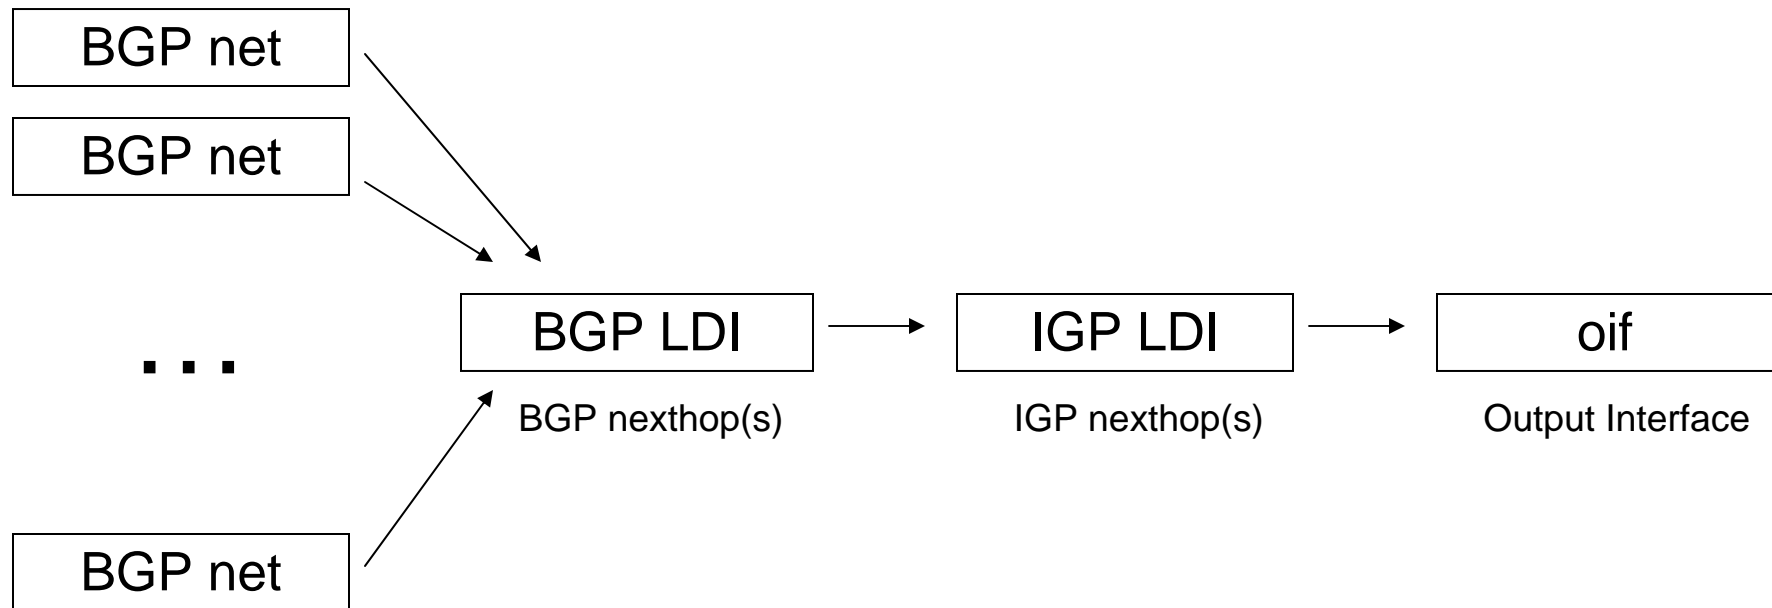 BGP net
BGP net
...
BGP LDI
IGP LDI
oif
BGP nexthop(s)
IGP nexthop(s)
Output Interface
BGP net